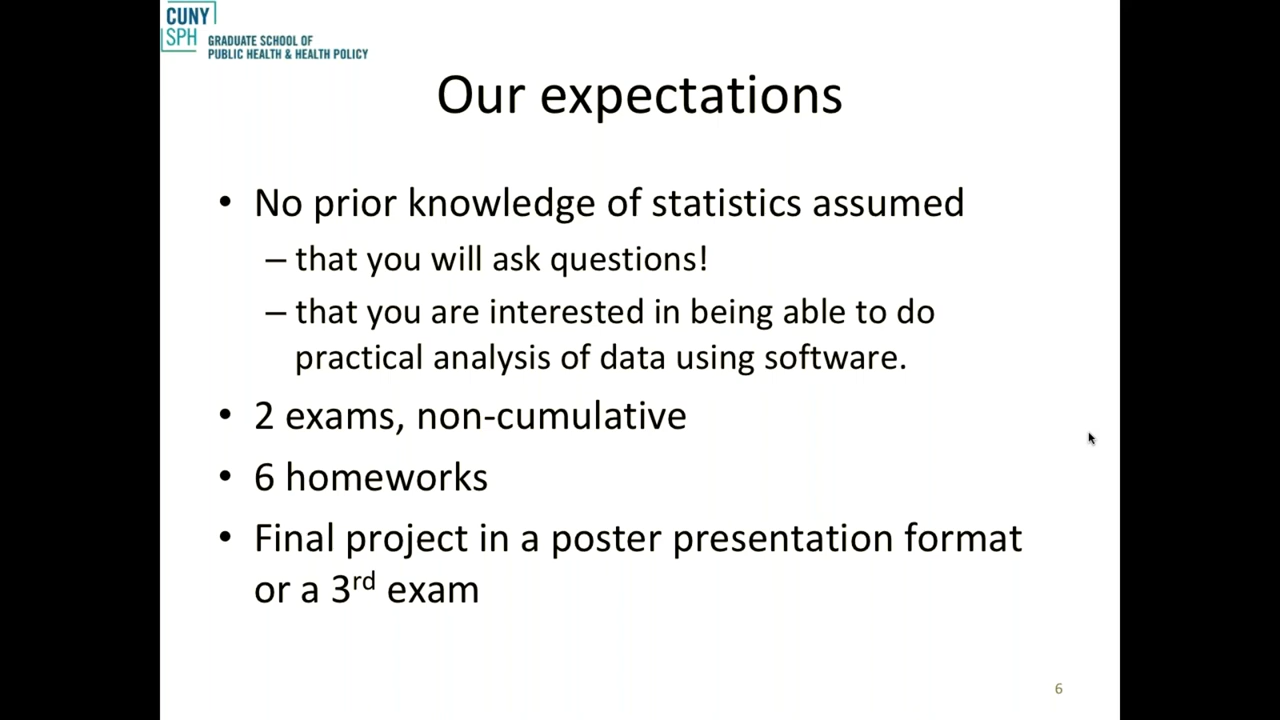 CUNY
SPH
GRADUATE SCHOOL OF
PUBLIC HEALTH & HEALTH POLICY
Our expectations
• No prior knowledge of statistics assumed
– that you will ask questions!
– that you are interested in being able to do
practical analysis of data using software.
• 2 exams, non-cumulative
• 6 homeworks
• Final project in a poster presentation format
or a 3rd exam
6